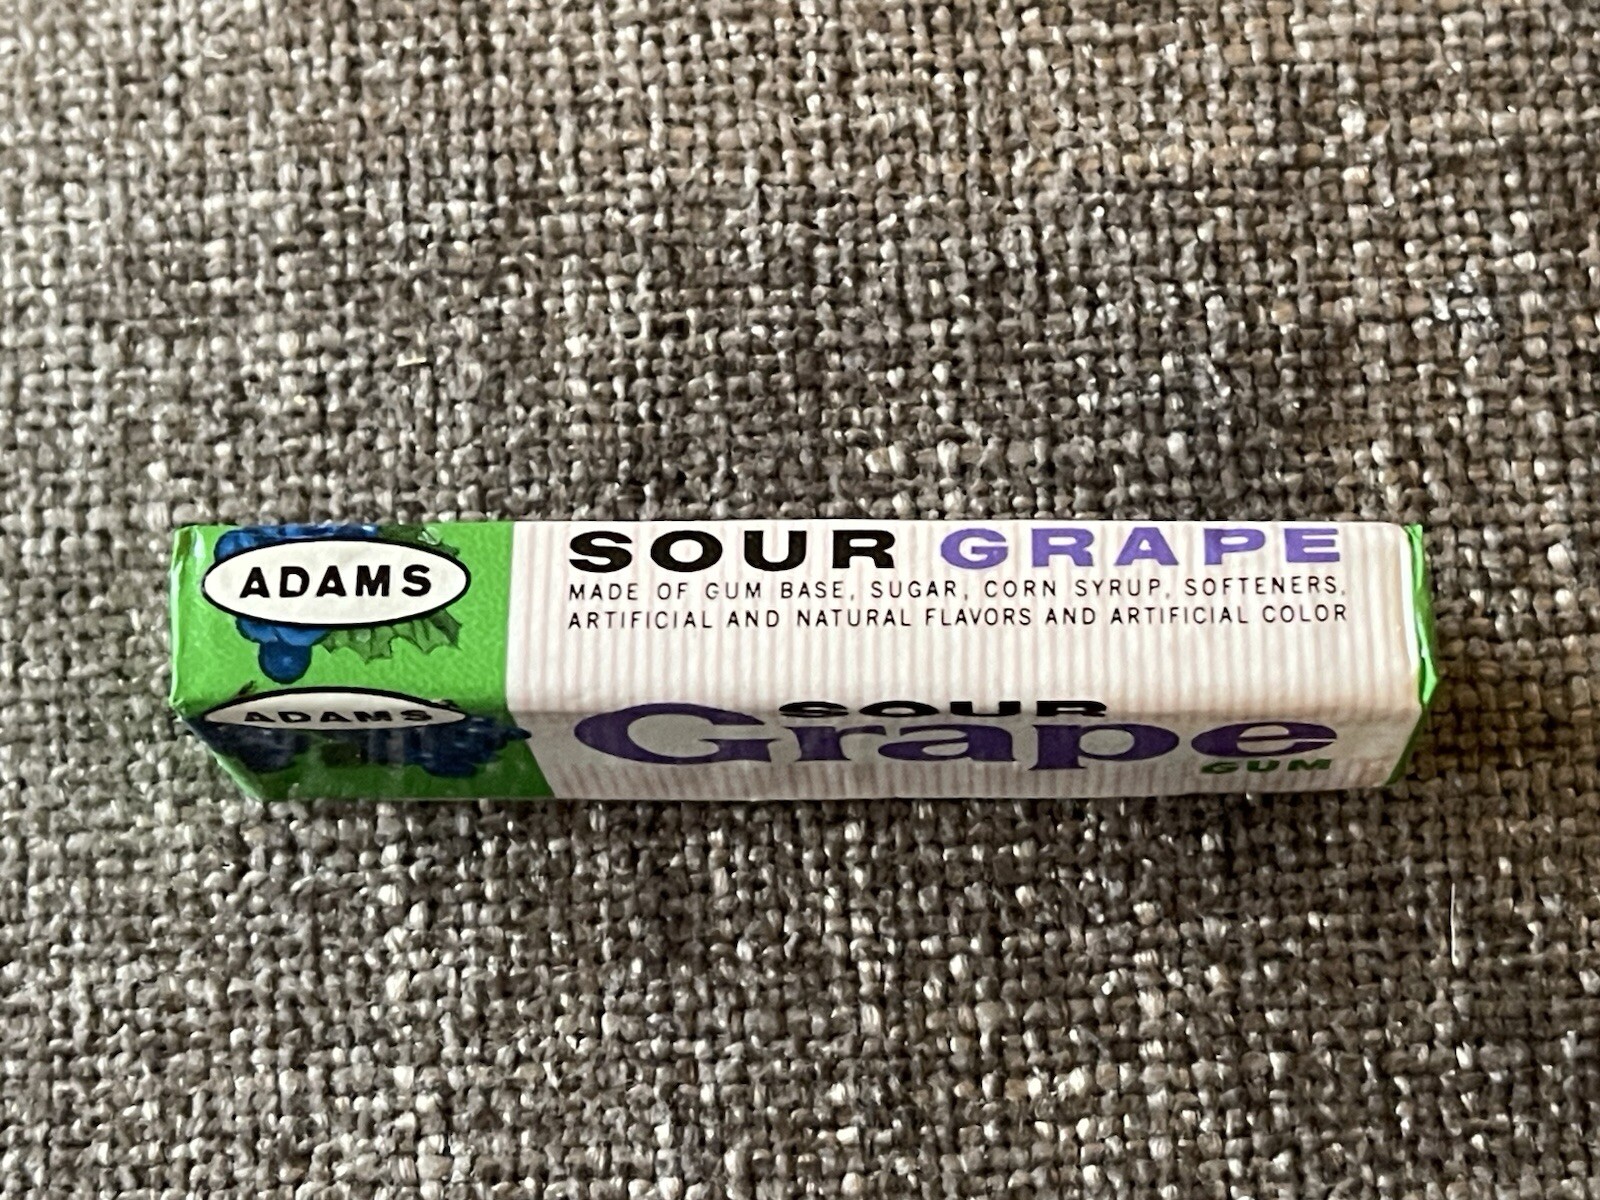 ADAMS
SOUR GRAPE
MADE OF GUM BASE, SUGAR, CORN SYRUP, SOFTENERS,
ARTIFICIAL AND NATURAL FLAVORS AND ARTIFICIAL COLOR
ADAMS
SOUR
Grape
GUM